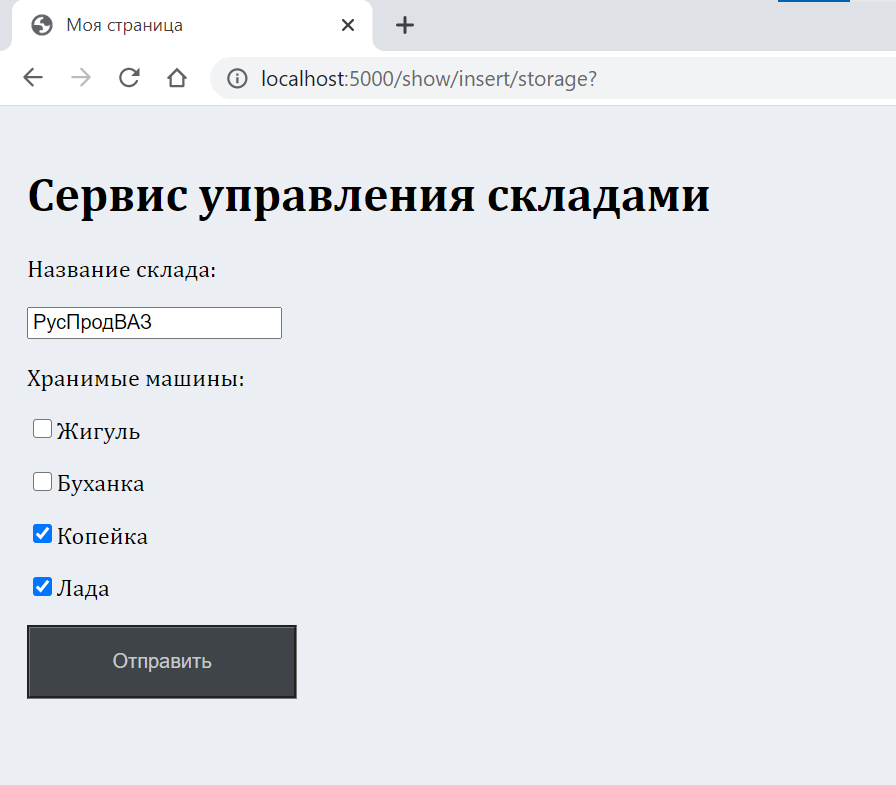 Моя страница
localhost:5000/show/insert/storage?
Сервис управления складами
Название склада:
РусПродВАЗ
Хранимые машины:
Жигуль
Буханка
Копейка
Лада
Отправить